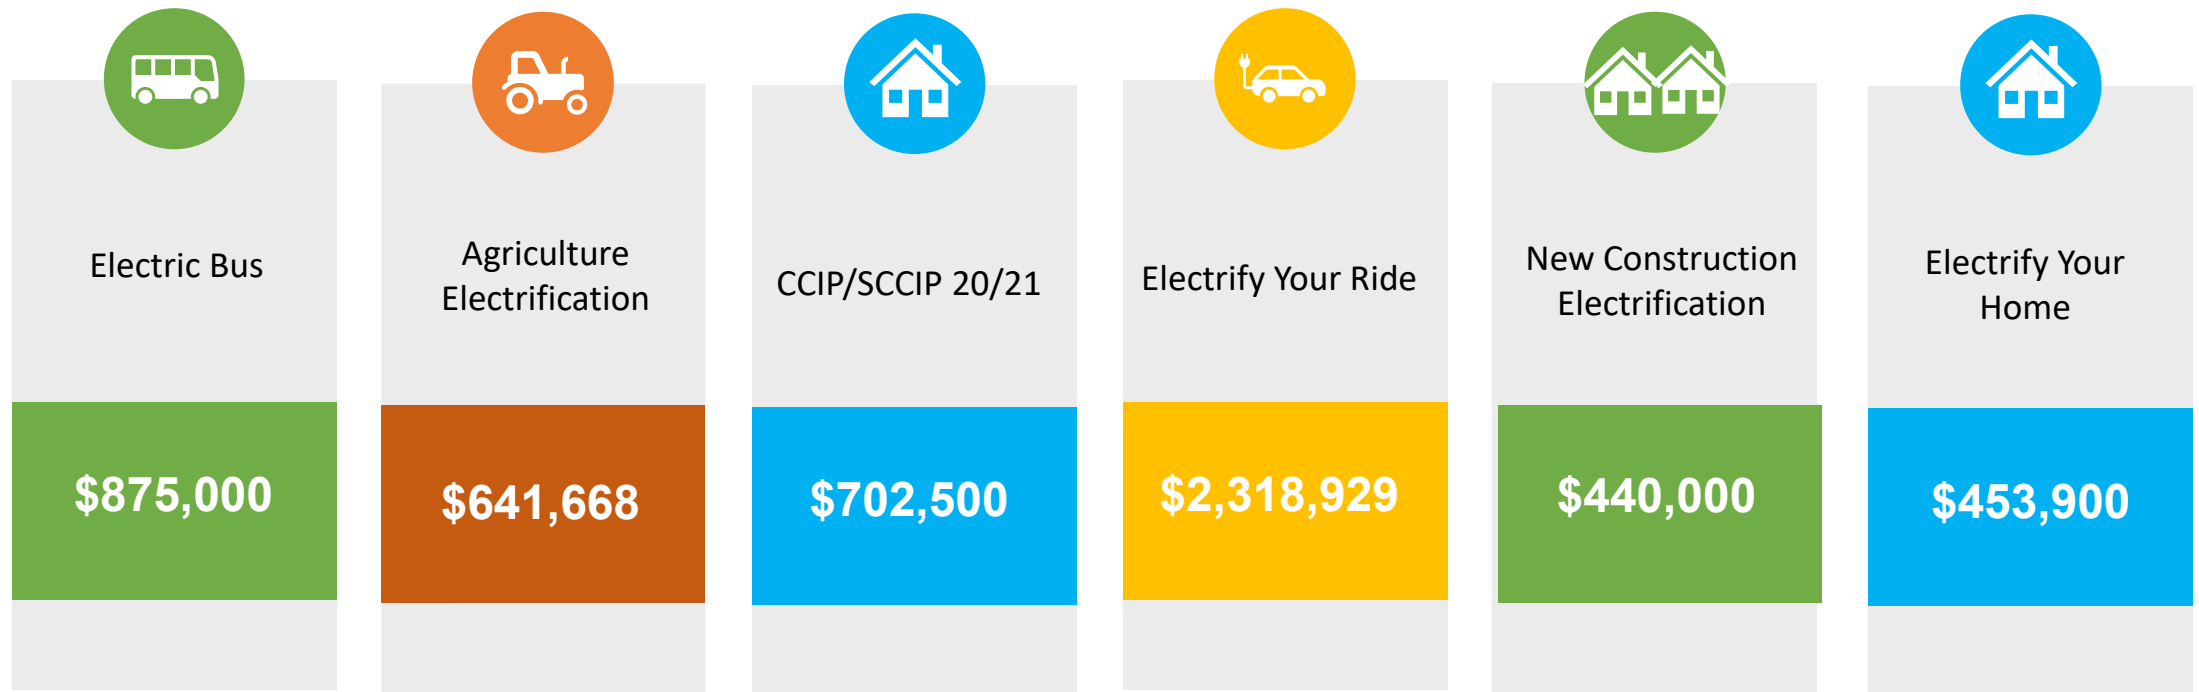 Electric Bus
$875,000
Agriculture
Electrification
$641,668
CCIP/SCCIP 20/21
$702,500
Electrify Your Ride
$2,318,929
New Construction
Electrification
$440,000
Electrify Your
Home
$453,900